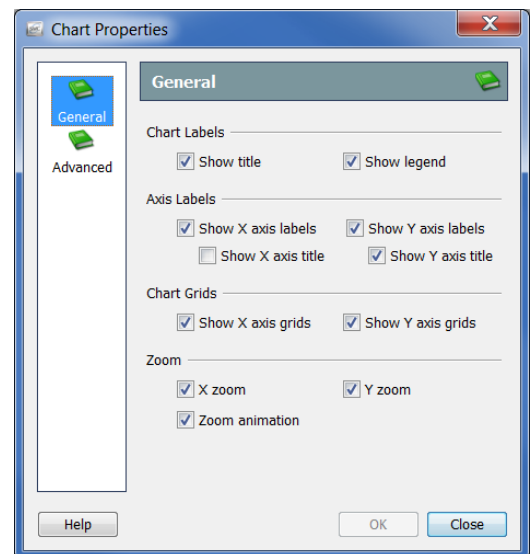 Chart Properties
General
General
Advanced
Chart Labels
Show title Show legend
Axis Labels
Show X axis labels Show Y axis labels
Show X axis title Show Y axis title
Chart Grids
Show X axis grids Show Y axis grids
Zoom
X zoom Y zoom
Zoom animation
Help OK Close